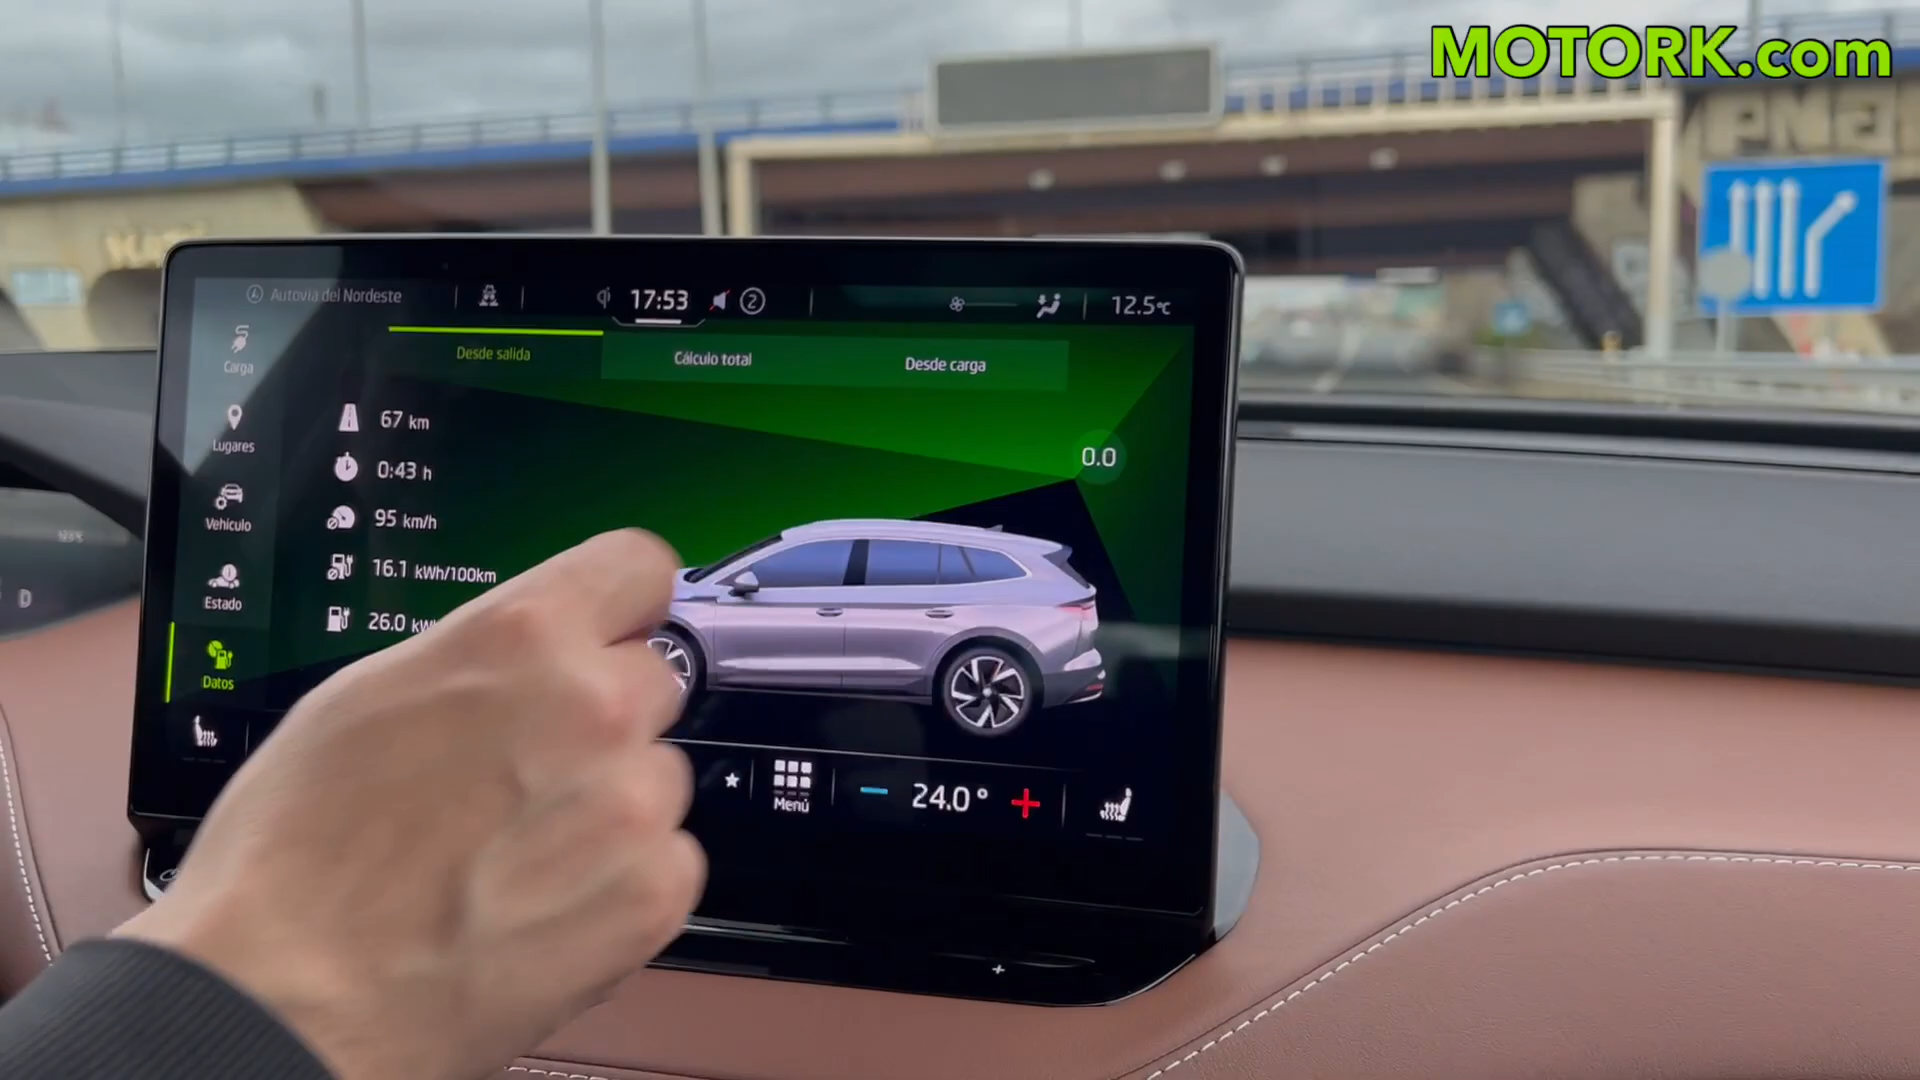 MOTORK.com
Autovía del Nordeste
17:53
2
12.5°C
Desde salida
Cálculo total
Desde carga
Carga
Lugares
Vehículo
Estado
Datos
67 km
0:43 h
95 km/h
16.1 kWh/100km
26.0
0.0
Menú
24.0°
D